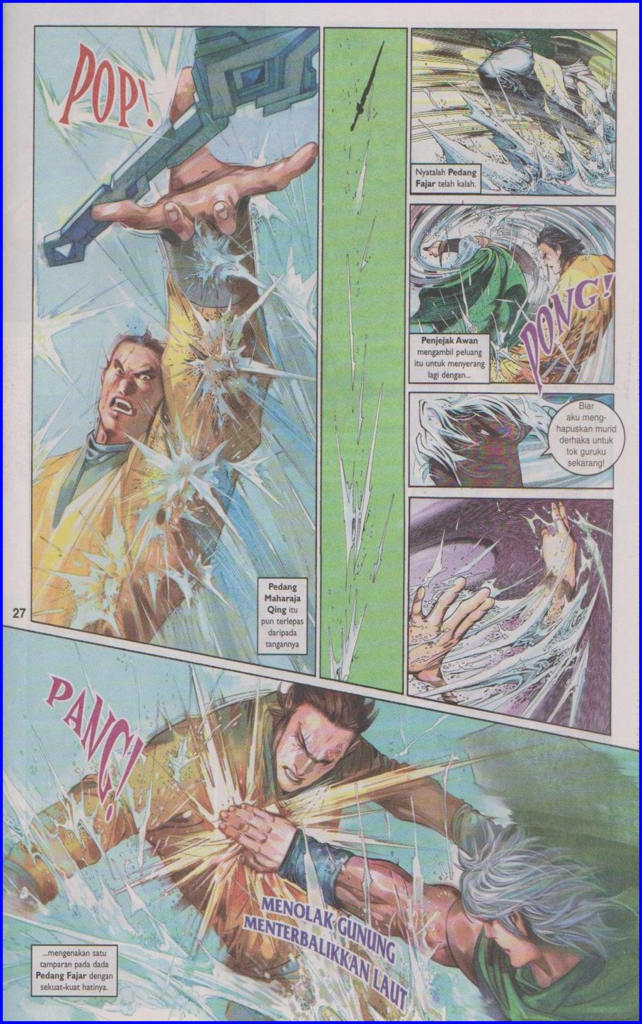 POP!
Pedang
Maharaja
Qing itu
pun terlepas
daripada
tangannya
27
Nyatalah Pedang
Fajar telah kalah.
Penjejak Awan
mengambil peluang
itu untuk menyerang
lagi dengan...
PONG!
Biar
aku meng-
hapuskan murid
derhaka untuk
tok guruku
sekarang!
PANG!
MENOLAK GUNUNG
MENTERBALIKKAN LAUT
...mengenakan satu
tamparan pada dada
Pedang Fajar dengan
sekuat-kuat hatinya.